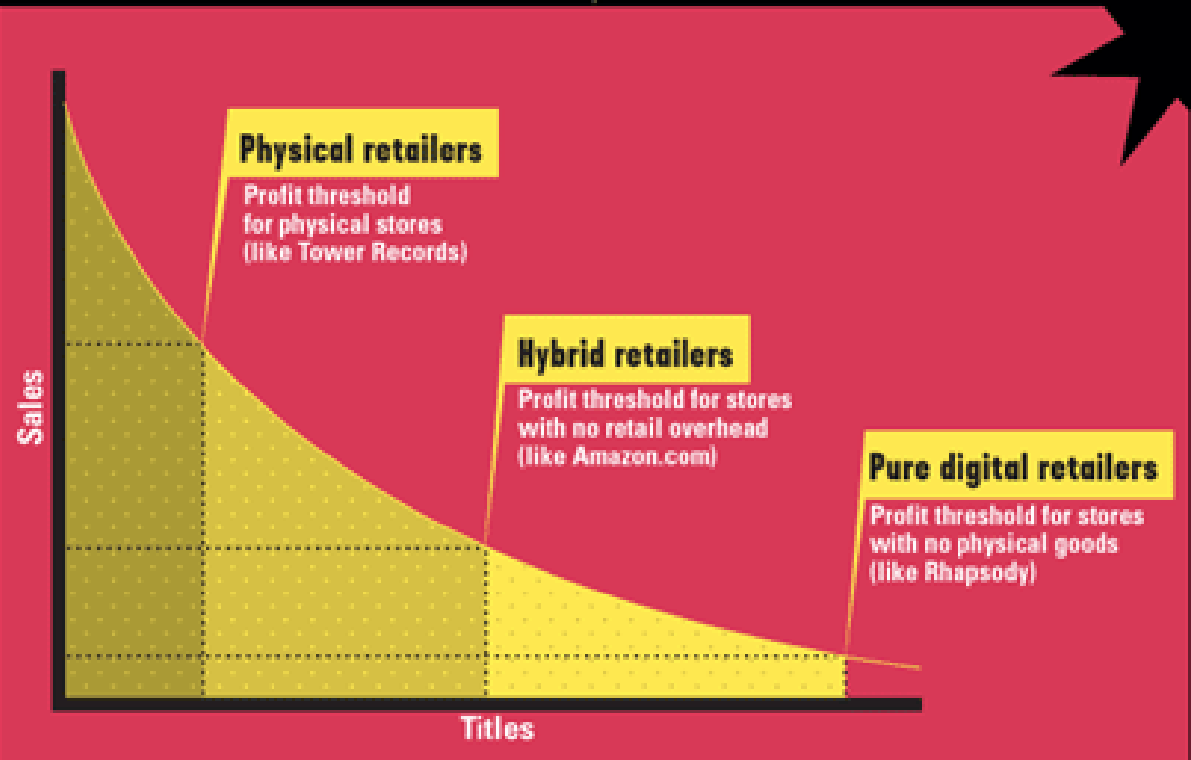 Physical retailers
Profit threshold
for physical stores
(like Tower Records)
Hybrid retailers
Profit threshold for stores
with no retail overhead
(like Amazon.com)
Pure digital retailers
Profit threshold for stores
with no physical goods
(like Rhapsody)
Sales
Titles